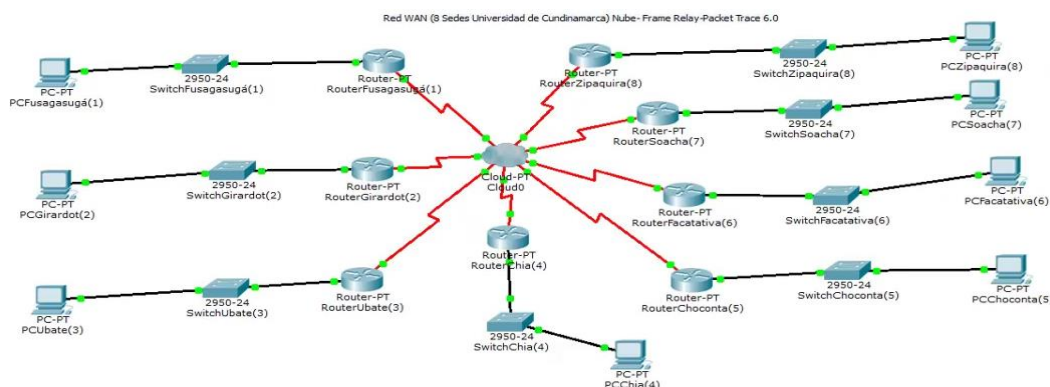 Red WAN (8 Sedes Universidad de Cundinamarca) Nube- Frame Relay-Packet Trace 6.0
PC-PT
PCFusagasugá(1)
2950-24
SwitchFusagasugá(1)
Router-PT
RouterFusagasugá(1)
Router-PT
RouterZipaquira(8)
2950-24
SwitchZipaquira(8)
PC-PT
PCZipaquira(8)
Router-PT
RouterSoacha(7)
2950-24
SwitchSoacha(7)
PC-PT
PCSoacha(7)
Cloud-PT
Cloud0
PC-PT
PCGirardot(2)
2950-24
SwitchGirardot(2)
Router-PT
RouterGirardot(2)
Router-PT
RouterFacatativa(6)
2950-24
SwitchFacatativa(6)
PC-PT
PCFacatativa(6)
Router-PT
RouterChia(4)
PC-PT
PCUbate(3)
2950-24
SwitchUbate(3)
Router-PT
RouterUbate(3)
Router-PT
RouterChoconta(5)
2950-24
SwitchChoconta(5)
PC-PT
PCChoconta(5
2950-24
SwitchChia(4)
PC-PT
PCChia(4)